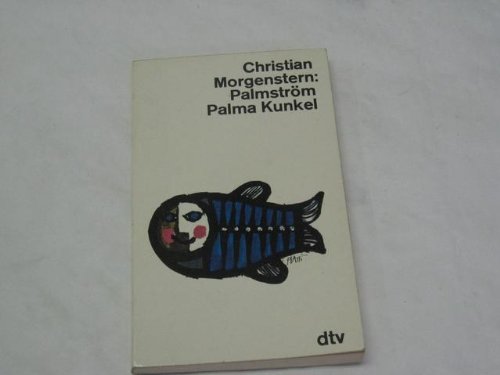 Christian
Morgenstern:
Palmström
Palma Kunkel
dtv